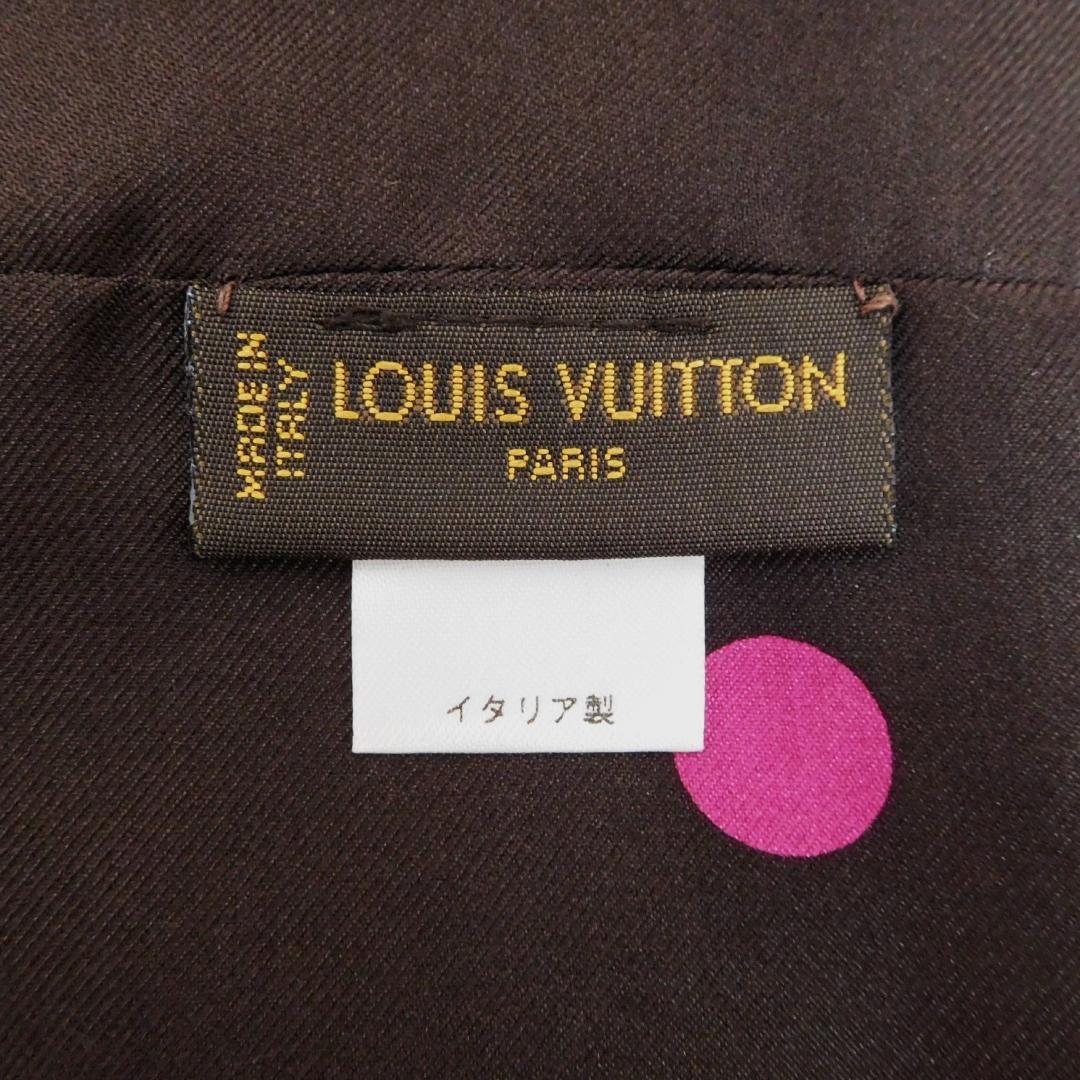 MADE IN
ITALY
LOUIS VUITTON
PARIS
イタリア製